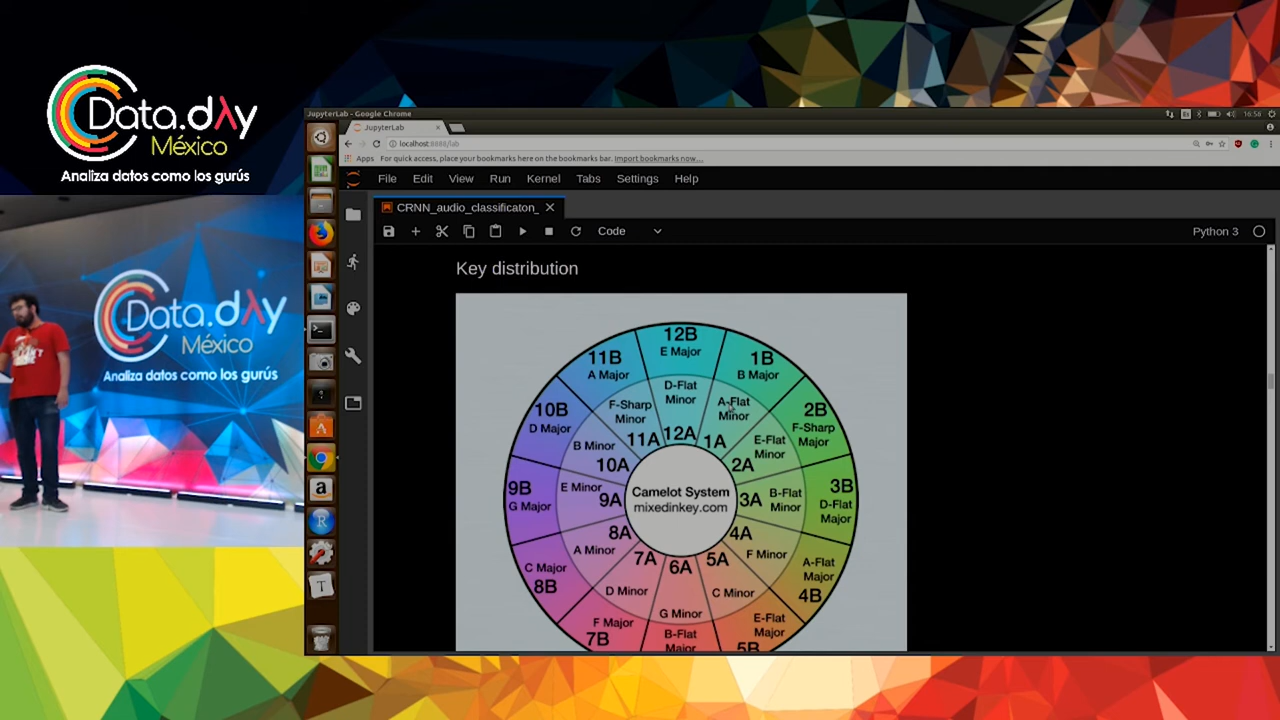 Data.dλy
México
Analiza datos como los gurús
Data.dλy
México
Analiza datos como los gurús
JupyterLab - Google Chrome
16:56
JupyterLab
localhost:8888/lab
Apps For quick access, place your bookmarks here on the bookmarks bar. Import bookmarks now...
File Edit View Run Kernel Tabs Settings Help
CRNN_audio_classificaton_
Code
Python 3
Key distribution
12B
E Major
11B
A Major
1B
B Major
D-Flat
Minor
12A
F-Sharp
Minor
11A
A-Flat
Minor
1A
10B
D Major
2B
F-Sharp
Major
B Minor
10A
E-Flat
Minor
2A
9B
G Major
E Minor
9A
Camelot System
mixedinkey.com
3A
B-Flat
Minor
3B
D-Flat
Major
8A
A Minor
4A
F Minor
C Major
8B
A-Flat
Major
4B
7A
D Minor
6A
G Minor
5A
C Minor
F Major
7B
B-Flat
Major
E-Flat
Major
5B